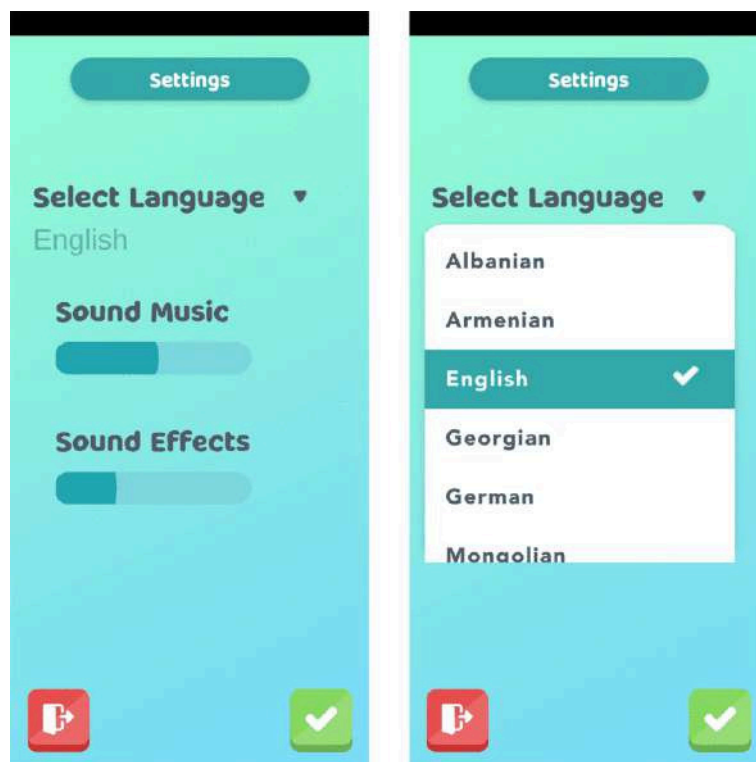 Settings
Select Language
English
Sound Music
Sound Effects
Settings
Select Language
Albanian
Armenian
English
Georgian
German
Mongolian